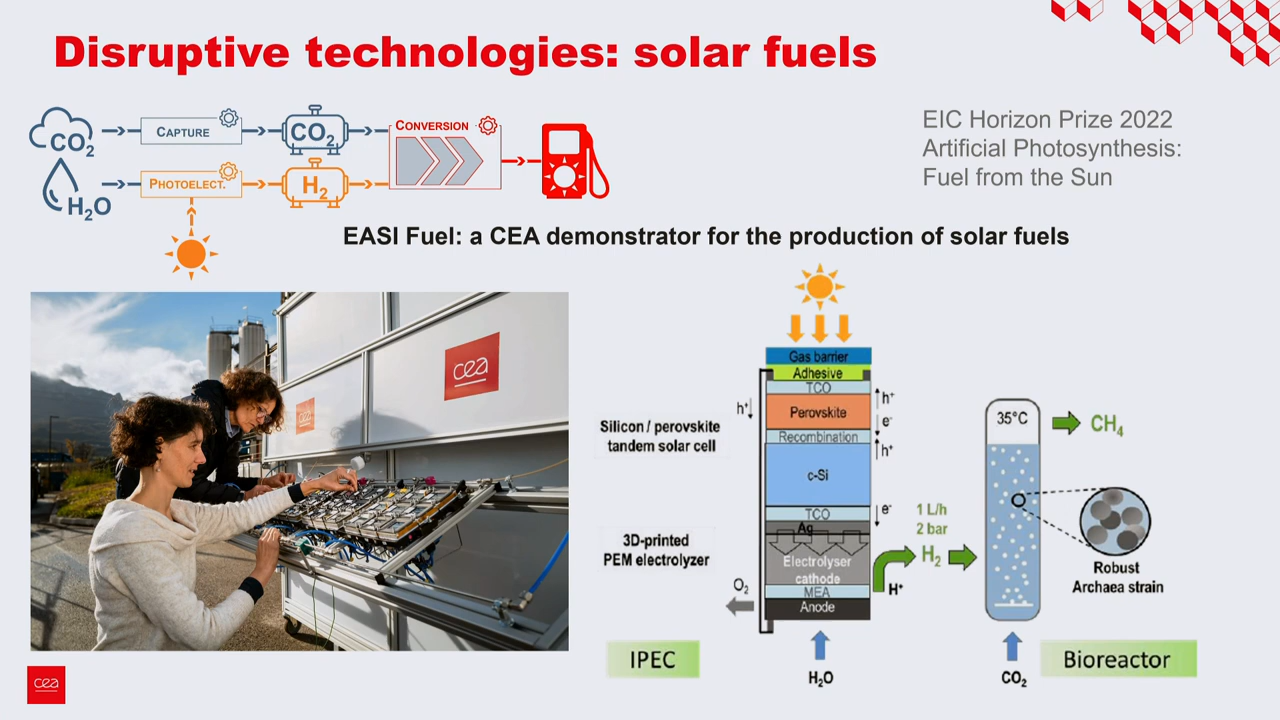 Disruptive technologies: solar fuels
CO2
CAPTURE
CO2
CONVERSION
H2O
PHOTOELECT.
H2
EIC Horizon Prize 2022
Artificial Photosynthesis:
Fuel from the Sun
EASI Fuel: a CEA demonstrator for the production of solar fuels
cea
cea
Silicon / perovskite
tandem solar cell
3D-printed
PEM electrolyzer
Gas barrier
Adhesive
TCO
h+
Perovskite
h+
e-
Recombination
h+
c-Si
TCO
e-
Ag
Electrolyser
cathode
MEA
Anode
O2
H+
1 L/h
2 bar
H2
35°C
CH4
Robust
Archaea strain
IPEC
H2O
CO2
Bioreactor
cea